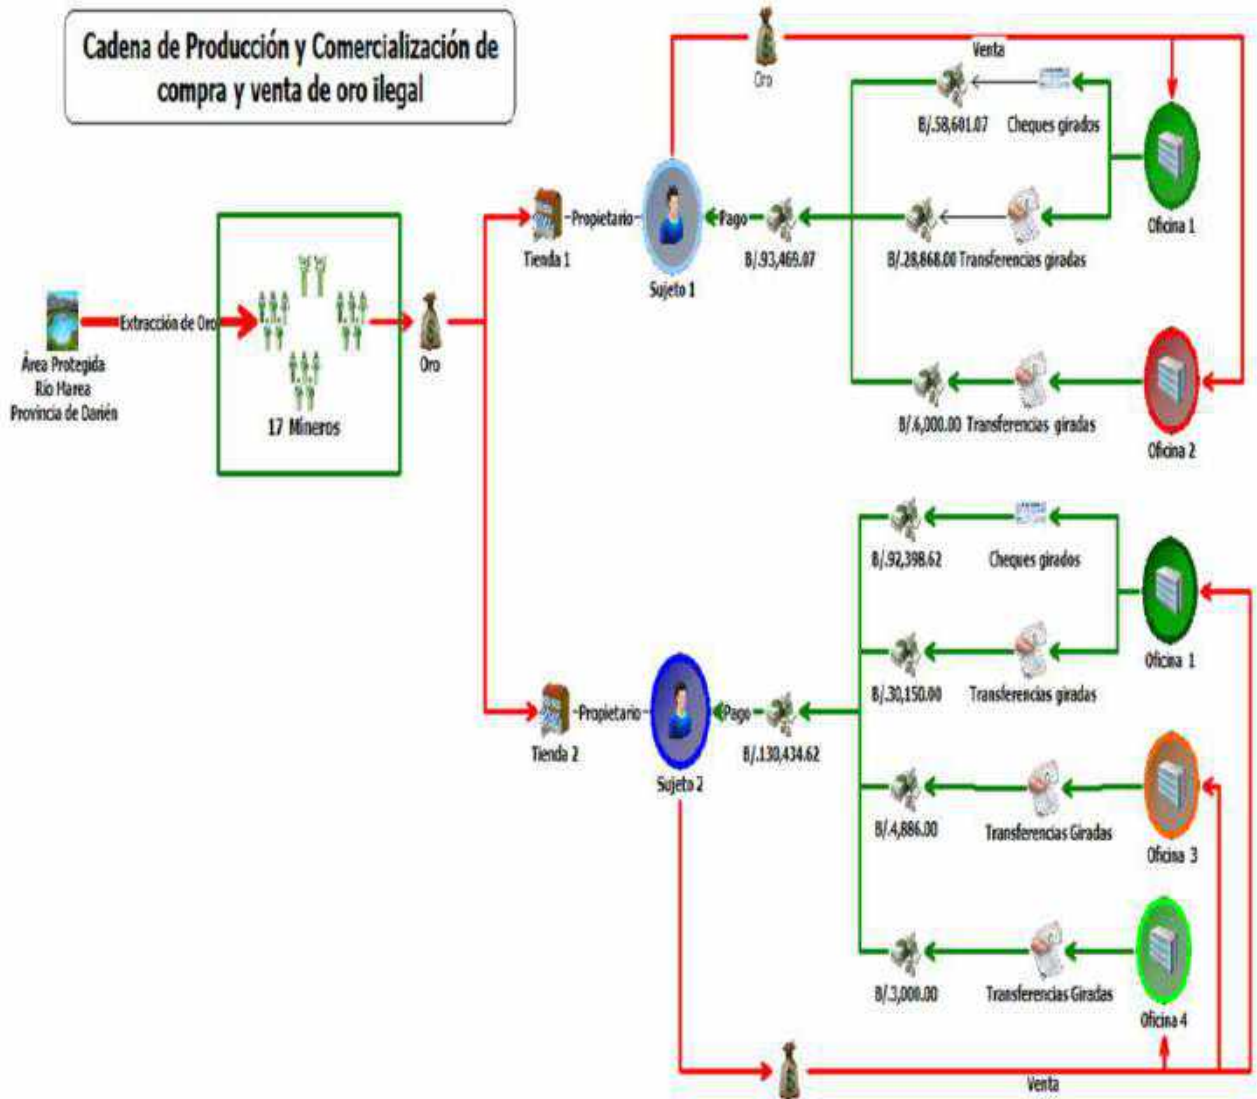 Cadena de Producción y Comercialización de
compra y venta de oro ilegal
Área Protegida
Río Marea
Provincia de Darién
Extracción de Oro
17 Mineros
Oro
Tienda 1
Propietario
Sujeto 1
Pago
B/.93,469.07
Oro
Venta
B/.58,601.07
Cheques girados
B/.28,868.00
Transferencias giradas
Oficina 1
B/.6,000.00
Transferencias giradas
Oficina 2
Tienda 2
Propietario
Sujeto 2
Pago
B/.130,434.62
B/.92,398.62
Cheques girados
B/.30,150.00
Transferencias giradas
Oficina 1
B/.4,886.00
Transferencias Giradas
Oficina 3
B/.3,000.00
Transferencias Giradas
Oficina 4
Venta